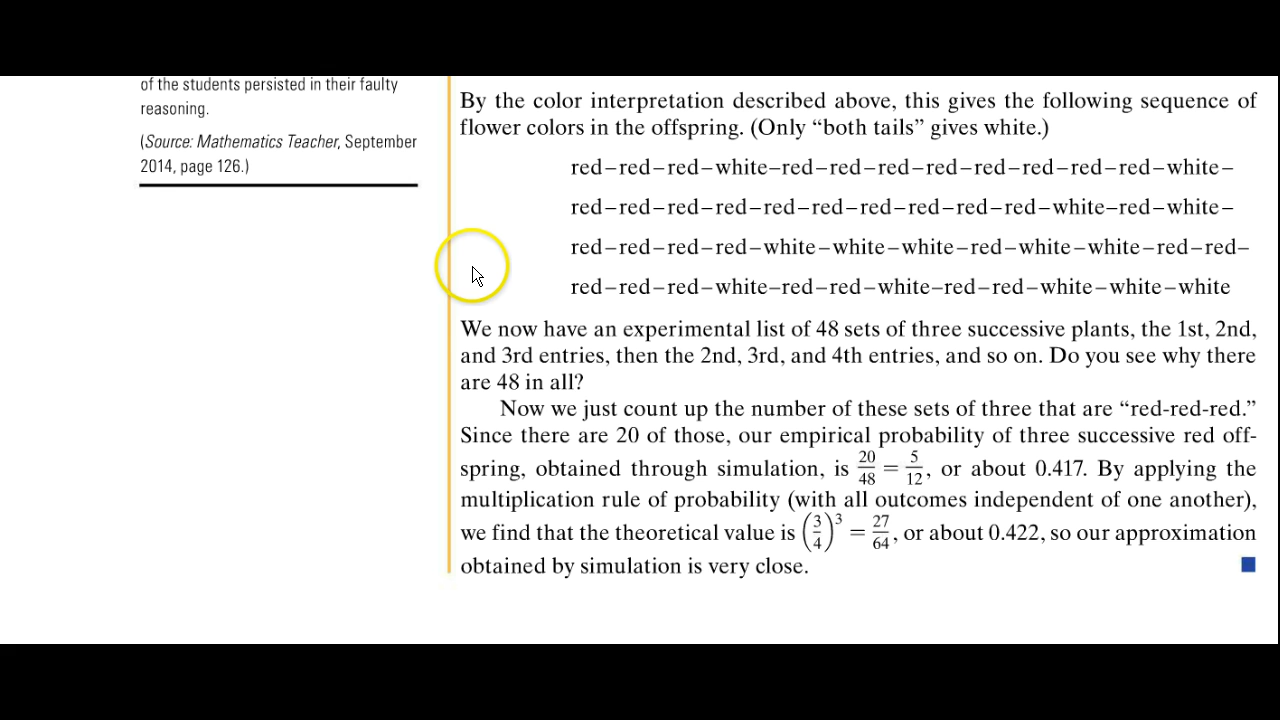 of the students persisted in their faulty
reasoning.
(Source: Mathematics Teacher, September
2014, page 126.)
By the color interpretation described above, this gives the following sequence of
flower colors in the offspring. (Only “both tails” gives white.)
red–red–red–white–red–red–red–red–red–red–red–red–white–
red–red–red–red–red–red–red–red–red–red–white–red–white–
red–red–red–red–white–white–white–red–white–white–red–red–
red–red–red–white–red–red–white–red–red–white–white–white
We now have an experimental list of 48 sets of three successive plants, the 1st, 2nd,
and 3rd entries, then the 2nd, 3rd, and 4th entries, and so on. Do you see why there
are 48 in all?
Now we just count up the number of these sets of three that are “red-red-red.”
Since there are 20 of those, our empirical probability of three successive red off-
spring, obtained through simulation, is 20/48 = 5/12, or about 0.417. By applying the
multiplication rule of probability (with all outcomes independent of one another),
we find that the theoretical value is (3/4)³ = 27/64, or about 0.422, so our approximation
obtained by simulation is very close.